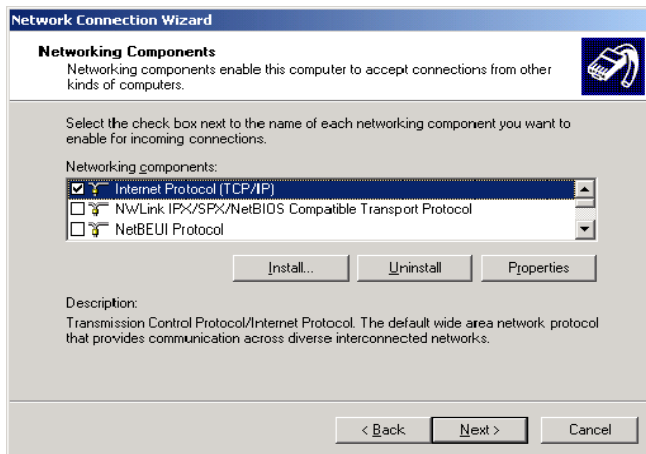 Network Connection Wizard
Networking Components
Networking components enable this computer to accept connections from other
kinds of computers.
Select the check box next to the name of each networking component you want to
enable for incoming connections.
Networking components:
Internet Protocol (TCP/IP)
NWLink IPX/SPX/NetBIOS Compatible Transport Protocol
NetBEUI Protocol
Install...
Uninstall
Properties
Description:
Transmission Control Protocol/Internet Protocol. The default wide area network protocol
that provides communication across diverse interconnected networks.
< Back
Next >
Cancel